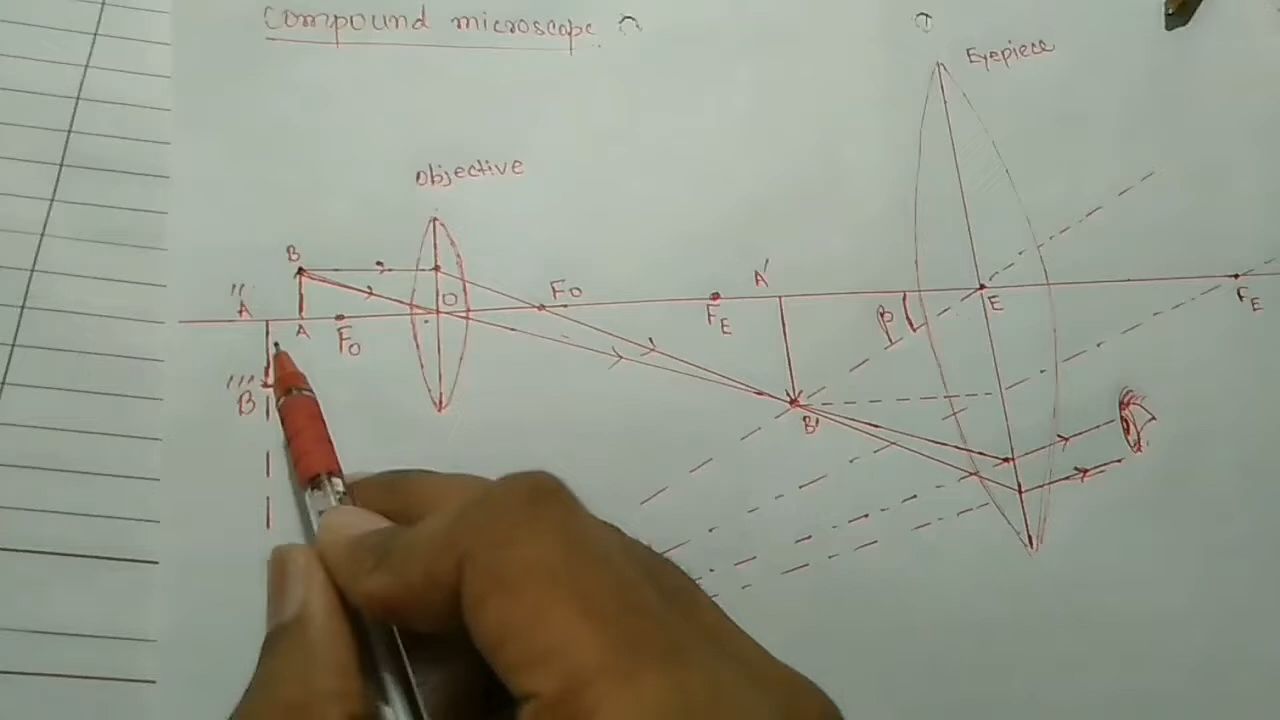 Compound microscope
Eyepiece
Objective
B
O
Fo
A'
FE
β
E
FE
A''
A
Fo
B'''
B'